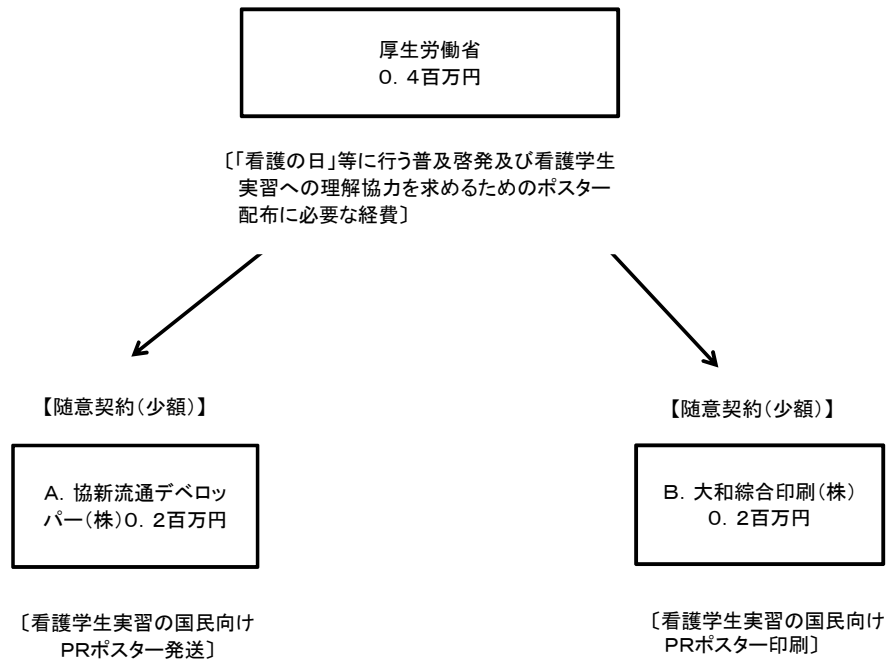 厚生労働省
０．４百万円
〔「看護の日」等に行う普及啓発及び看護学生
実習への理解協力を求めるためのポスター
配布に必要な経費〕
【随意契約（少額）】
A．協新流通デベロッ
パー（株）０．２百万円
〔看護学生実習の国民向け
PRポスター発送〕
【随意契約（少額）】
B．大和綜合印刷（株）
０．２百万円
〔看護学生実習の国民向け
PRポスター印刷〕